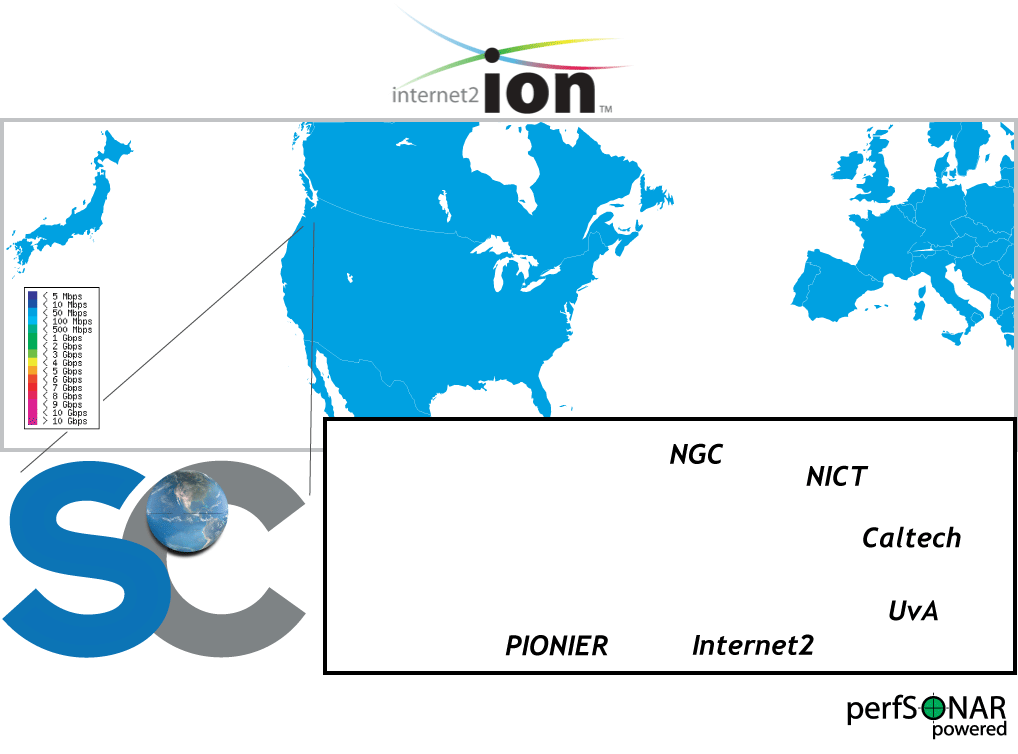 internet2 ion ™
< 5 Mbps
< 10 Mbps
< 50 Mbps
< 100 Mbps
< 500 Mbps
< 1 Gbps
< 2 Gbps
< 3 Gbps
< 4 Gbps
< 5 Gbps
< 6 Gbps
< 7 Gbps
< 8 Gbps
< 9 Gbps
< 10 Gbps
> 10 Gbps
SC
NGC
NICT
Caltech
UvA
PIONIER Internet2
perfSONAR
powered